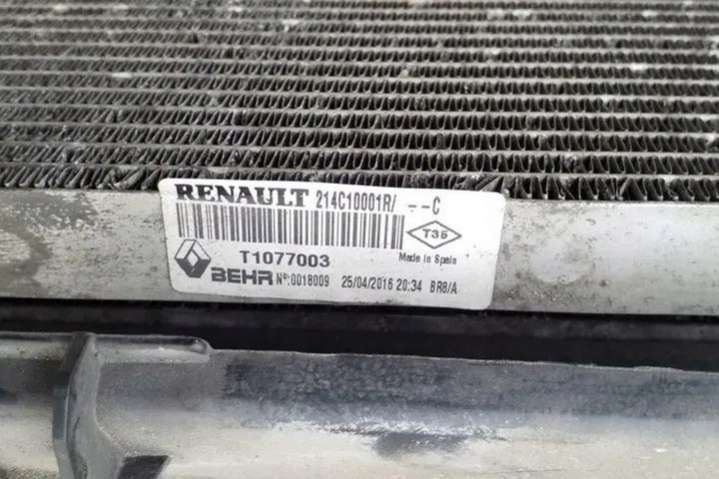 RENAULT 214C10001R/ --C
T35
T1077003
Made in Spain
BEHR Nº:0018009 25/04/2016 20:34 BR8/A